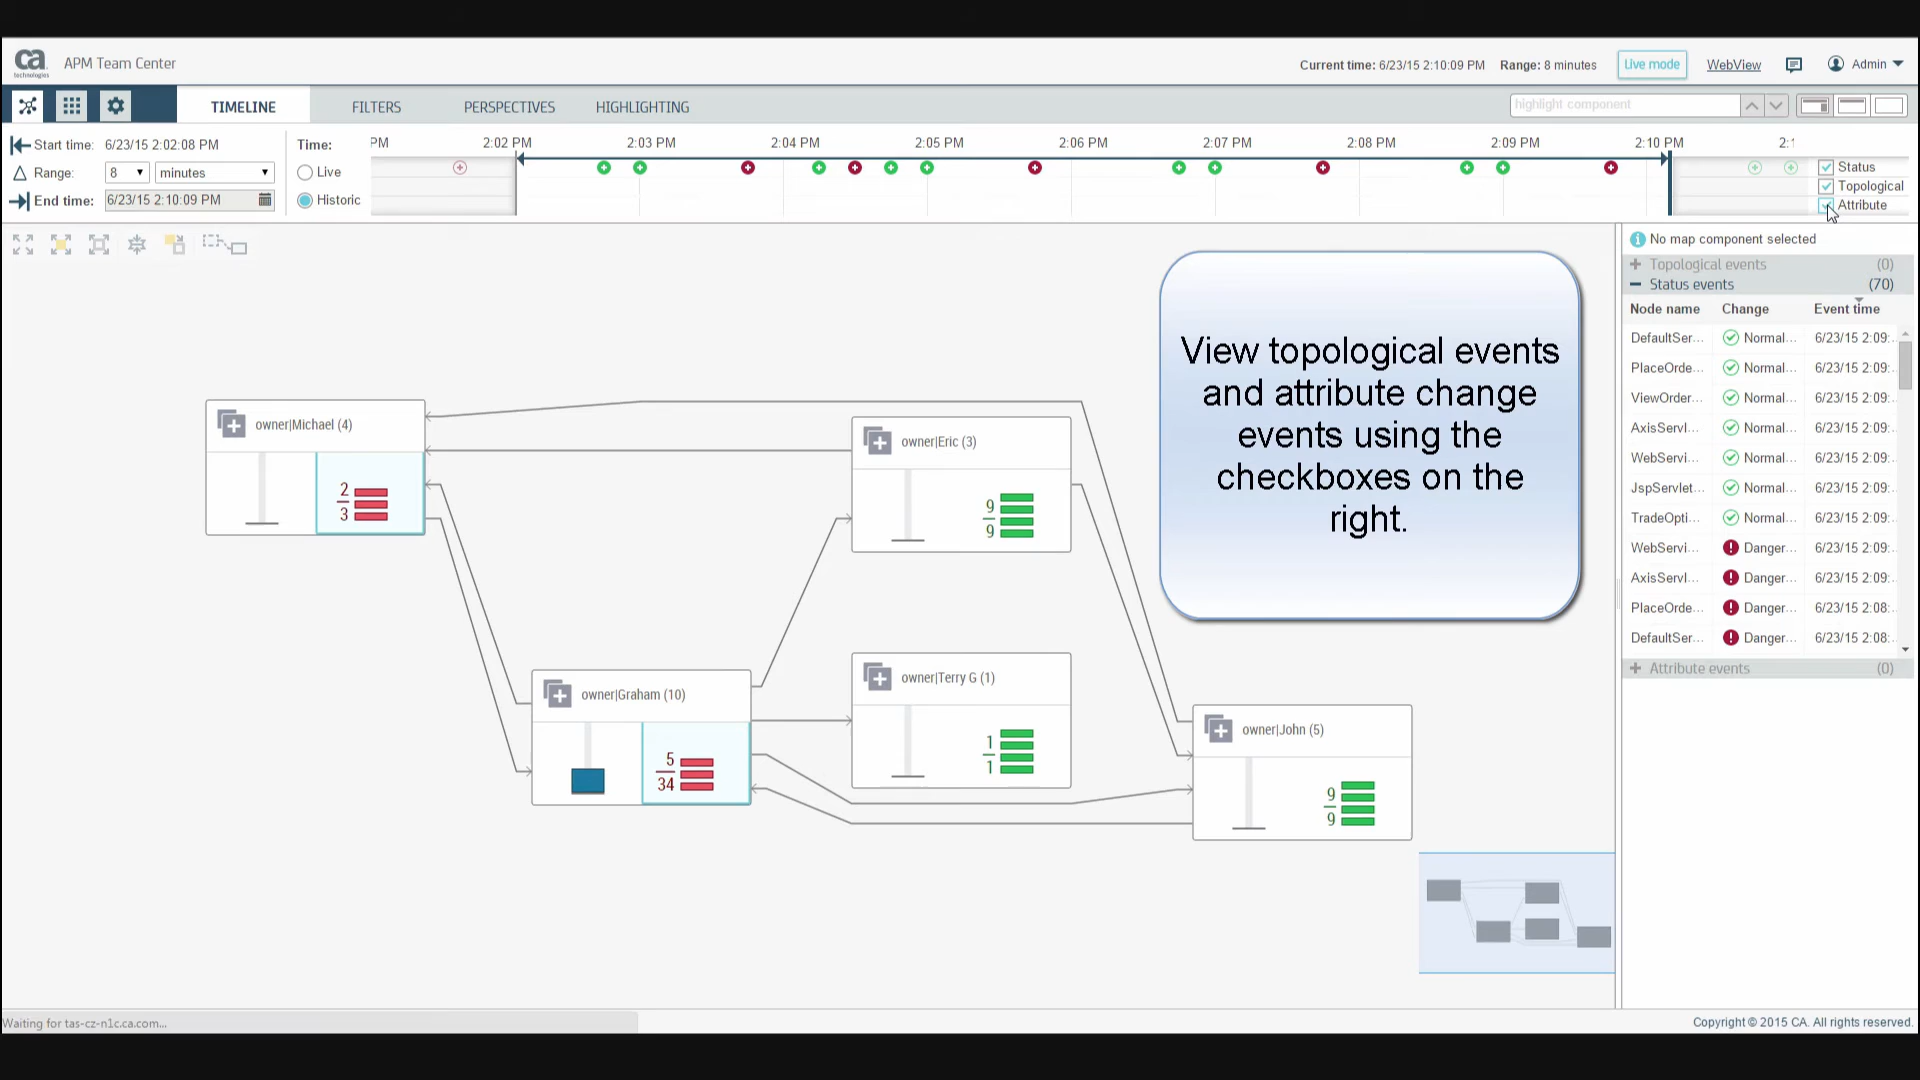 ca
technologies
APM Team Center
Current time: 6/23/15 2:10:09 PM Range: 8 minutes
Live mode
WebView
Admin
TIMELINE
FILTERS
PERSPECTIVES
HIGHLIGHTING
highlight component
Start time: 6/23/15 2:02:08 PM
Range: 8 minutes
End time: 6/23/15 2:10:09 PM
Time:
Live
Historic
PM 2:02 PM 2:03 PM 2:04 PM 2:05 PM 2:06 PM 2:07 PM 2:08 PM 2:09 PM 2:10 PM 2:1
Status
Topological
Attribute
No map component selected
Topological events (0)
Status events (70)
Node name Change Event time
DefaultSer... Normal... 6/23/15 2:09:...
PlaceOrde... Normal... 6/23/15 2:09:...
ViewOrder... Normal... 6/23/15 2:09:...
AxisServl... Normal... 6/23/15 2:09:...
WebServi... Normal... 6/23/15 2:09:...
JspServlet... Normal... 6/23/15 2:09:...
TradeOpti... Normal... 6/23/15 2:09:...
WebServi... Danger... 6/23/15 2:09:...
AxisServl... Danger... 6/23/15 2:09:...
PlaceOrde... Danger... 6/23/15 2:08:...
DefaultSer... Danger... 6/23/15 2:08:...
Attribute events (0)
View topological events
and attribute change
events using the
checkboxes on the
right.
owner|Michael (4)
2
3
owner|Eric (3)
9
9
owner|Graham (10)
5
34
owner|Terry G (1)
1
1
owner|John (5)
9
9
Waiting for tas-cz-n1c.ca.com...
Copyright © 2015 CA. All rights reserved.